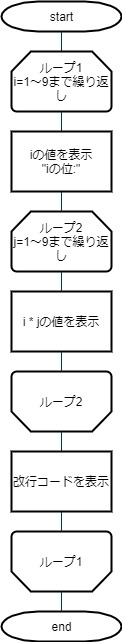 start
ループ1
i=1～9まで繰り返
し
iの値を表示
"iの位:"
ループ2
j=1～9まで繰り返
し
i * jの値を表示
ループ2
改行コードを表示
ループ1
end